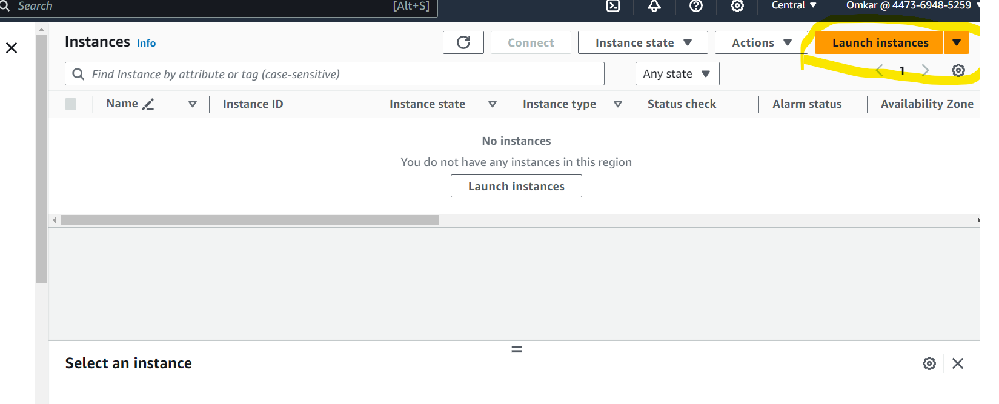 Search [Alt+S] Central Omkar @ 4473-6948-5259
Instances Info Connect Instance state Actions Launch instances
Find Instance by attribute or tag (case-sensitive) Any state 1
Name Instance ID Instance state Instance type Status check Alarm status Availability Zone
No instances
You do not have any instances in this region
Launch instances
Select an instance